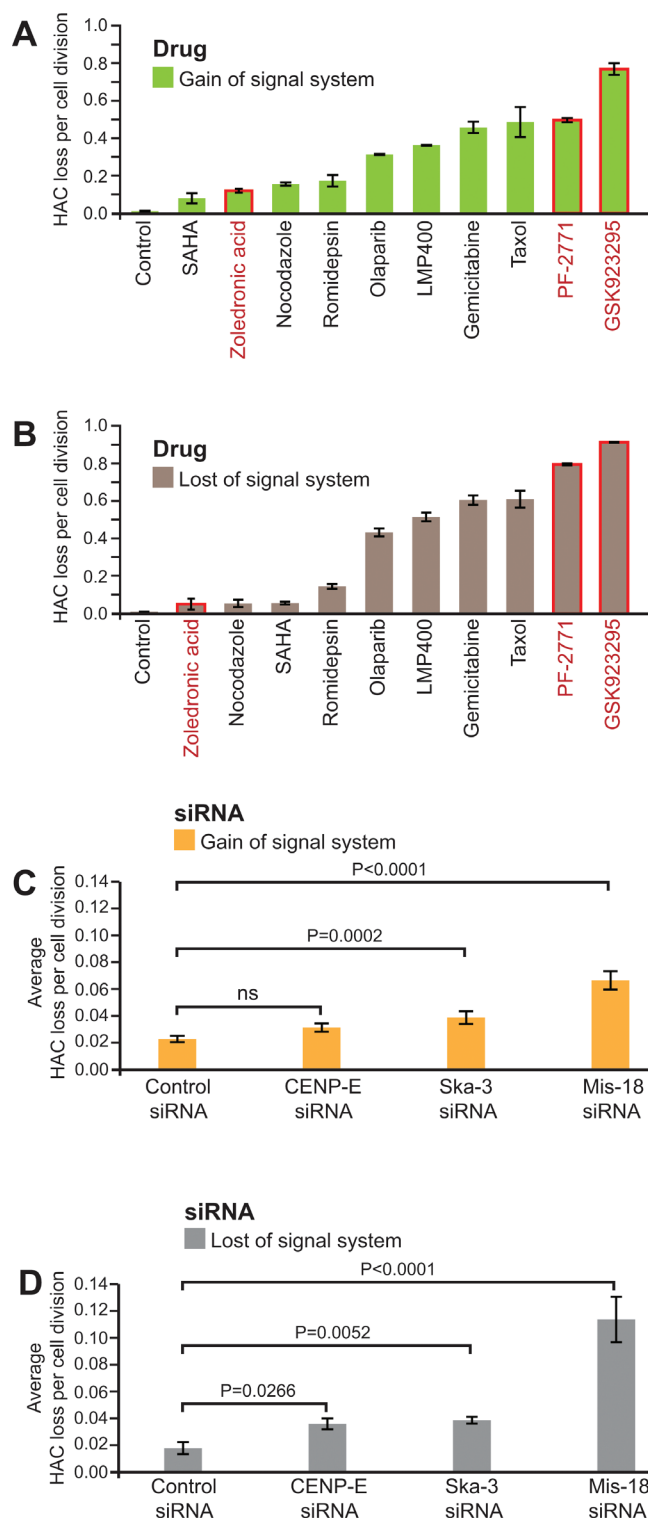 A
Drug
Gain of signal system
HAC loss per cell division
1.0
0.8
0.6
0.4
0.2
0.0
Control
SAHA
Zoledronic acid
Nocodazole
Romidepsin
Olaparib
LMP400
Gemicitabine
Taxol
PF-2771
GSK923295
B
Drug
Lost of signal system
HAC loss per cell division
1.0
0.8
0.6
0.4
0.2
0.0
Control
Zoledronic acid
Nocodazole
SAHA
Romidepsin
Olaparib
LMP400
Gemicitabine
Taxol
PF-2771
GSK923295
siRNA
Gain of signal system
C
Average
HAC loss per cell division
0.14
0.12
0.10
0.08
0.06
0.04
0.02
0.00
P<0.0001
P=0.0002
ns
Control
siRNA
CENP-E
siRNA
Ska-3
siRNA
Mis-18
siRNA
siRNA
Lost of signal system
D
Average
HAC loss per cell division
0.14
0.12
0.10
0.08
0.06
0.04
0.02
0.00
P<0.0001
P=0.0052
P=0.0266
Control
siRNA
CENP-E
siRNA
Ska-3
siRNA
Mis-18
siRNA